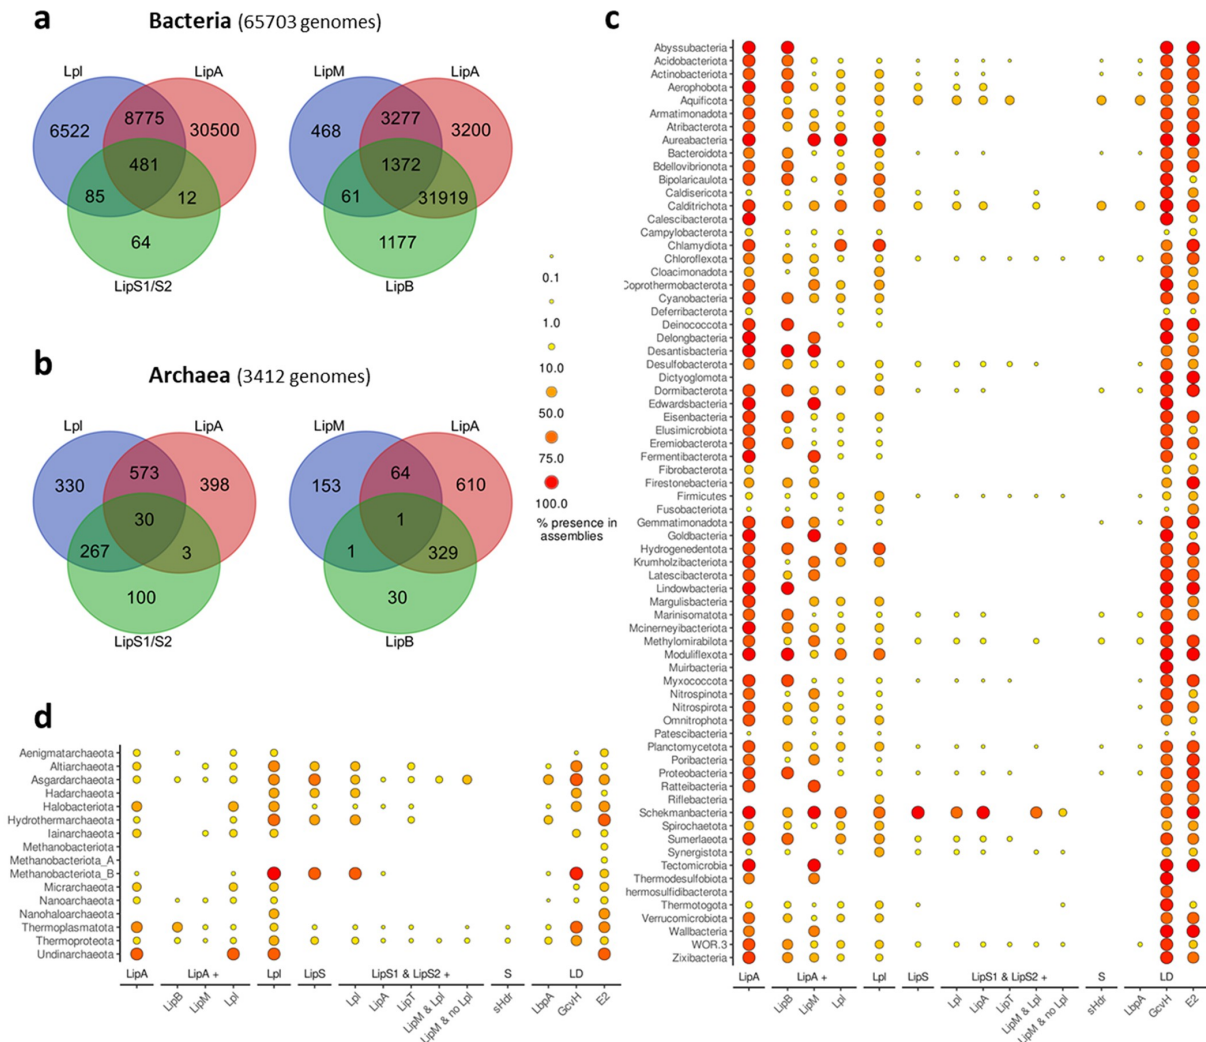 a
Bacteria (65703 genomes)
Lpl
LipA
6522
8775
30500
481
85
12
64
LipS1/S2
LipM
LipA
468
3277
3200
1372
61
31919
1177
LipB
b
Archaea (3412 genomes)
Lpl
LipA
330
573
398
30
267
3
100
LipS1/S2
LipM
LipA
153
64
610
1
1
329
30
LipB
0.1
1.0
10.0
50.0
75.0
100.0
% presence in
assemblies
c
Abyssubacteria
Acidobacteriota
Actinobacteriota
Aerophobota
Aquificota
Armatimonadota
Atribacterota
Aureabacteria
Bacteroidota
Bdellovibrionota
Bipolaricaulota
Caldisericota
Calditrichota
Calescibacterota
Campylobacterota
Chlamydiota
Chloroflexota
Cloacimonadota
Coprothermobacterota
Cyanobacteria
Deferribacterota
Deinococcota
Delongbacteria
Desantisbacteria
Desulfobacterota
Dictyoglomota
Dormibacterota
Edwardsbacteria
Eisenbacteria
Elusimicrobiota
Eremiobacterota
Fermentibacterota
Fibrobacterota
Firestonebacteria
Firmicutes
Fusobacteriota
Gemmatimonadota
Goldbacteria
Hydrogenedentota
Krumholzibacteriota
Latescibacterota
Lindowbacteria
Margulisbacteria
Marinisomatota
Mcinerneyibacteriota
Methylomirabilota
Moduliflexota
Muirbacteria
Myxococcota
Nitrospinota
Nitrospirota
Omnitrophota
Patescibacteria
Planctomycetota
Poribacteria
Proteobacteria
Ratteibacteria
Riflebacteria
Schekmanbacteria
Spirochaetota
Sumerlaeota
Synergistota
Tectomicrobia
Thermodesulfobiota
hermosulfidibacterota
Thermotogota
Verrucomicrobiota
Wallbacteria
WOR.3
Zixibacteria
LipA LipA + Lpl LipS LipS1 & LipS2 + S LD
LipB LipM Lpl Lpl LipA LipT LipM & Lpl LipM & no Lpl sHdr LbpA GcvH E2
d
Aenigmatarchaeota
Altiarchaeota
Asgardarchaeota
Hadarchaeota
Halobacteriota
Hydrothermarchaeota
Iainarchaeota
Methanobacteriota
Methanobacteriota_A
Methanobacteriota_B
Micrarchaeota
Nanoarchaeota
Nanohaloarchaeota
Thermoplasmatota
Thermoproteota
Undinarchaeota
LipA LipA + Lpl LipS LipS1 & LipS2 + S LD
LipB LipM Lpl Lpl LipA LipT LipM & Lpl LipM & no Lpl sHdr LbpA GcvH E2